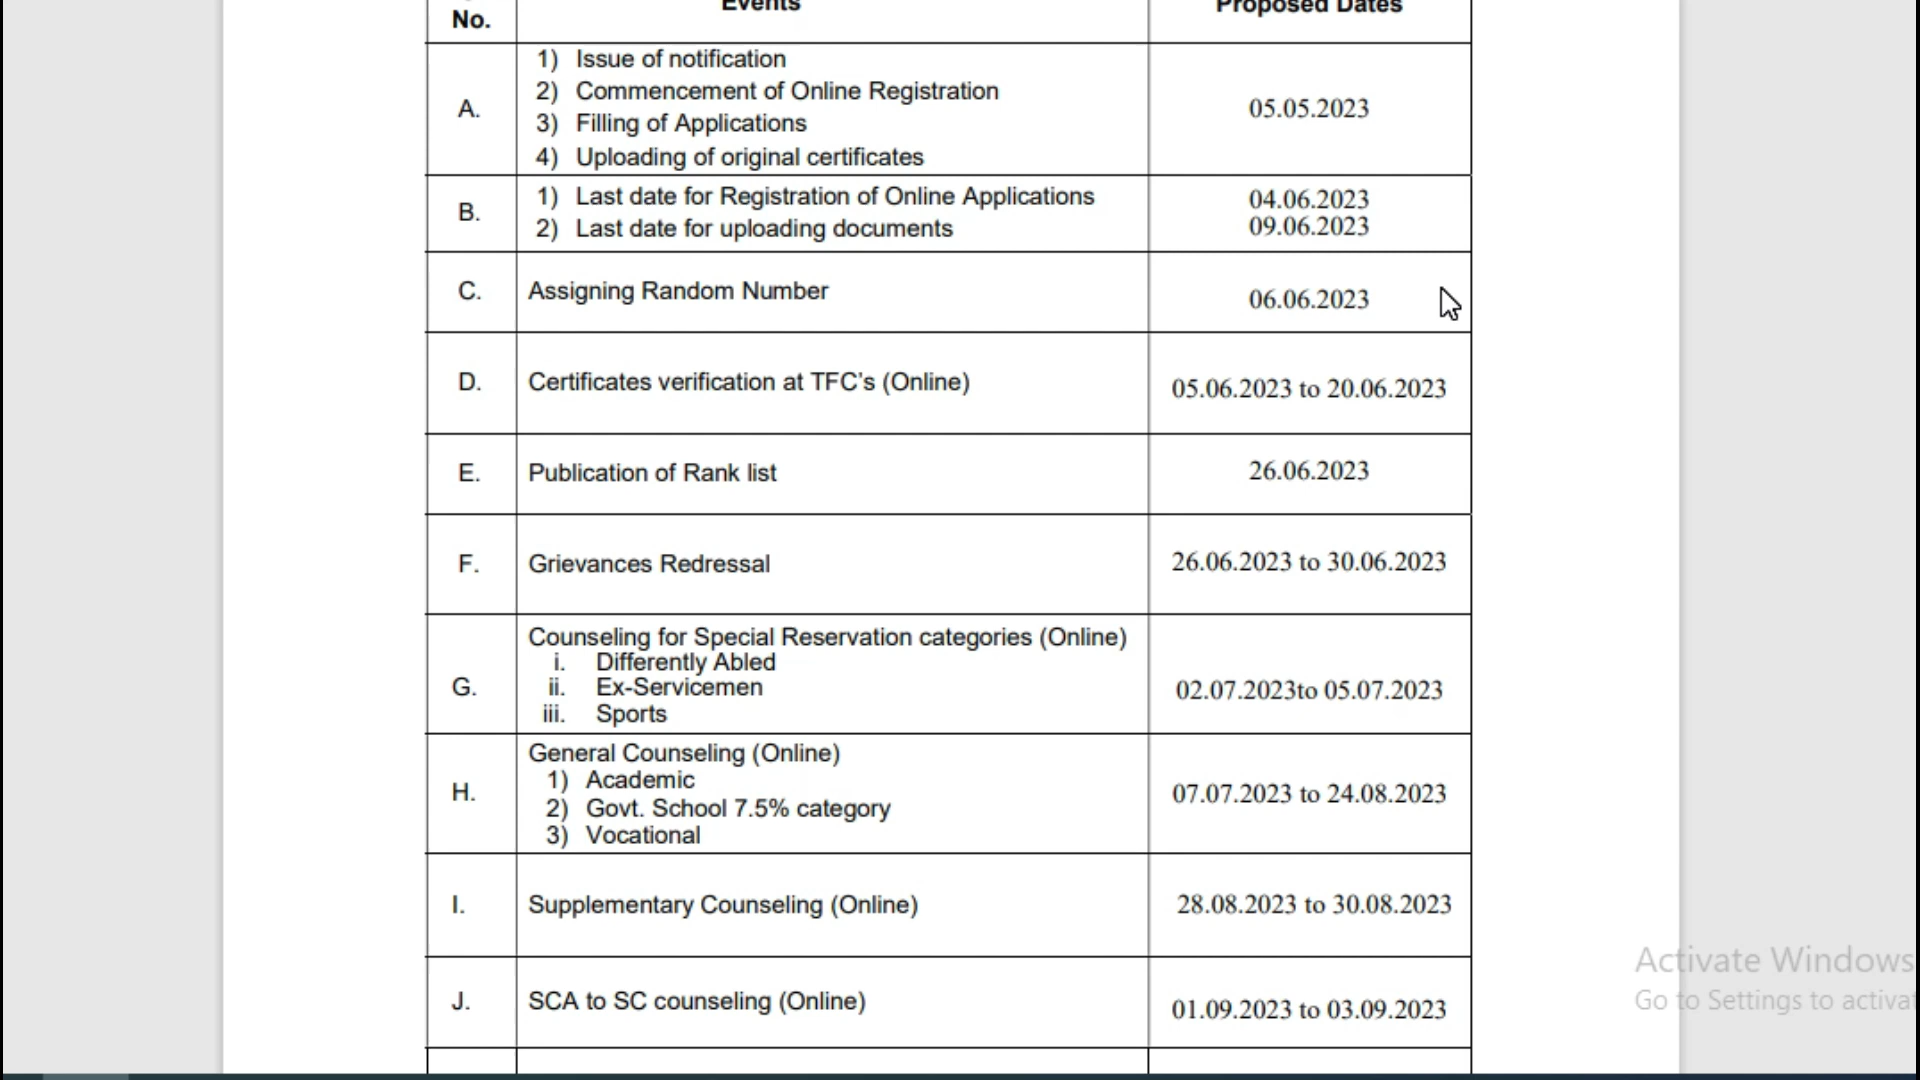 Events
Proposed Dates
No.
A.
1) Issue of notification
2) Commencement of Online Registration
3) Filling of Applications
4) Uploading of original certificates
05.05.2023
B.
1) Last date for Registration of Online Applications
2) Last date for uploading documents
04.06.2023
09.06.2023
C.
Assigning Random Number
06.06.2023
D.
Certificates verification at TFC's (Online)
05.06.2023 to 20.06.2023
E.
Publication of Rank list
26.06.2023
F.
Grievances Redressal
26.06.2023 to 30.06.2023
G.
Counseling for Special Reservation categories (Online)
i. Differently Abled
ii. Ex-Servicemen
iii. Sports
02.07.2023to 05.07.2023
H.
General Counseling (Online)
1) Academic
2) Govt. School 7.5% category
3) Vocational
07.07.2023 to 24.08.2023
I.
Supplementary Counseling (Online)
28.08.2023 to 30.08.2023
J.
SCA to SC counseling (Online)
01.09.2023 to 03.09.2023
Activate Windows
Go to Settings to activat